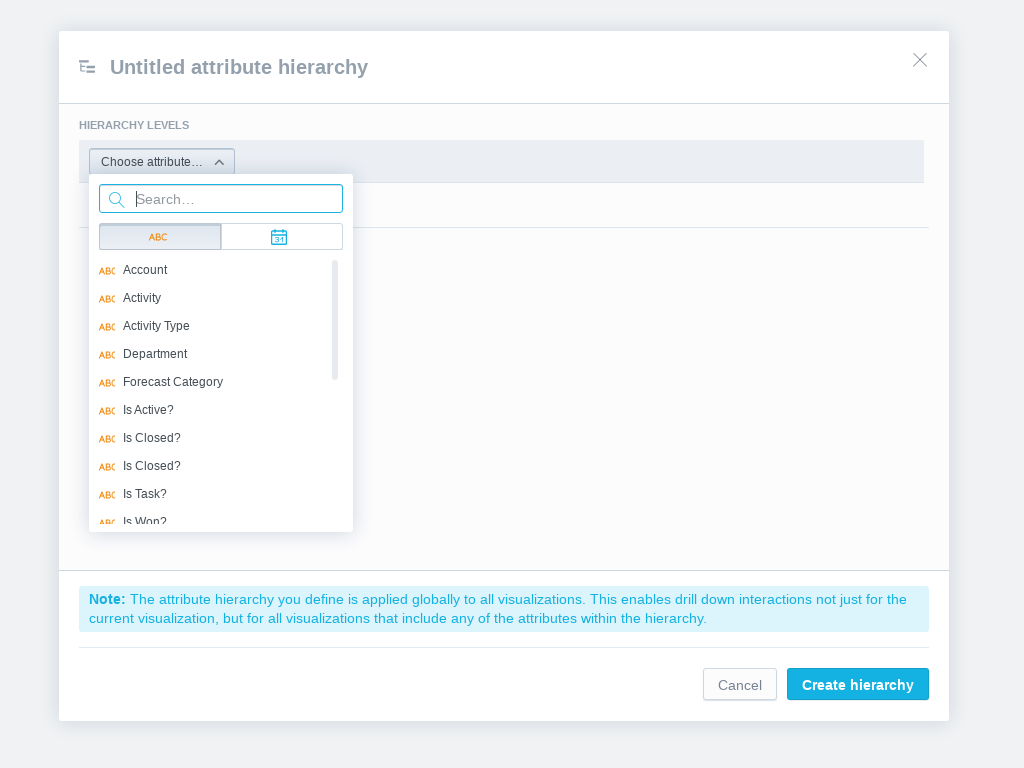 Untitled attribute hierarchy
HIERARCHY LEVELS
Choose attribute…
Search…
ABC
31
ABC Account
ABC Activity
ABC Activity Type
ABC Department
ABC Forecast Category
ABC Is Active?
ABC Is Closed?
ABC Is Closed?
ABC Is Task?
ABC Is Won?
Note: The attribute hierarchy you define is applied globally to all visualizations. This enables drill down interactions not just for the
current visualization, but for all visualizations that include any of the attributes within the hierarchy.
Cancel
Create hierarchy